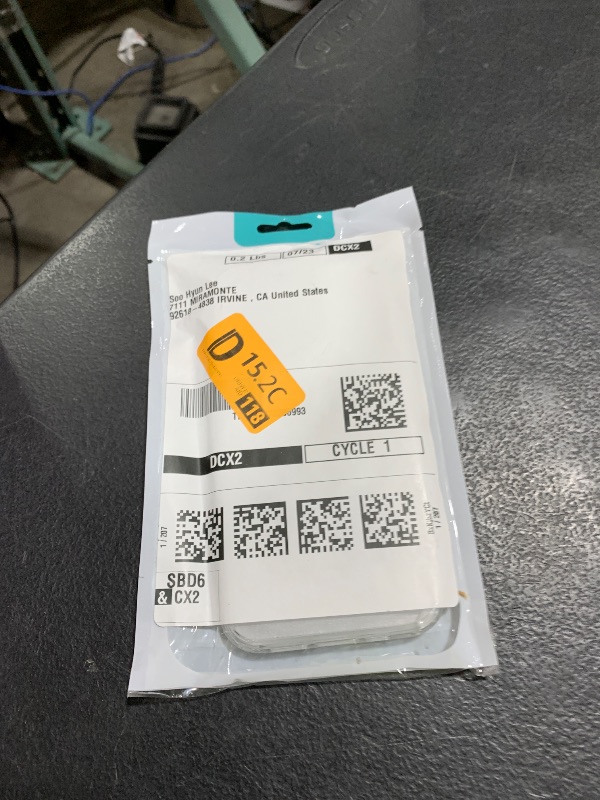 0.2 Lbs 07/23 DCX2
Soo Hyun Lee
7111 MIRAMONTE
92618-4838 IRVINE , CA United States
D 15.2C
118
DCX2 CYCLE 1
1 / 207
1 / 207
SBD6
& CX2